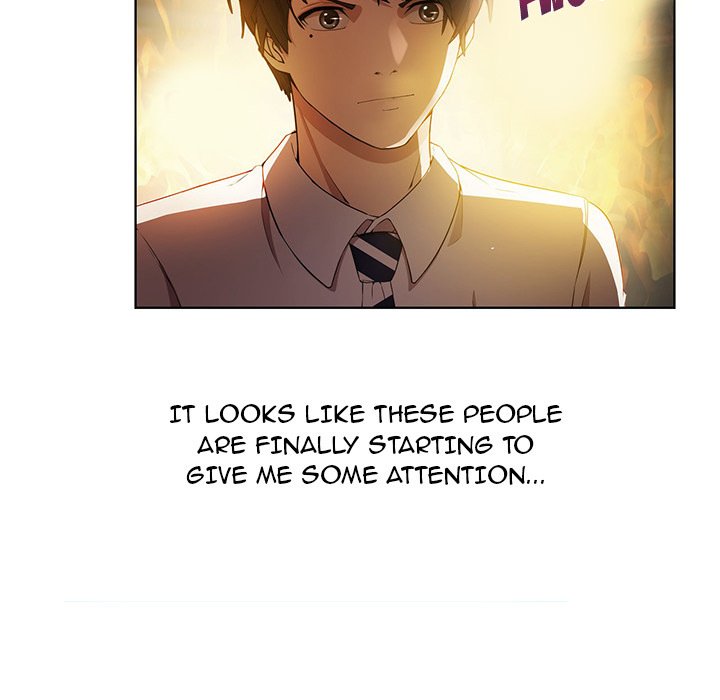 IT LOOKS LIKE THESE PEOPLE
ARE FINALLY STARTING TO
GIVE ME SOME ATTENTION...